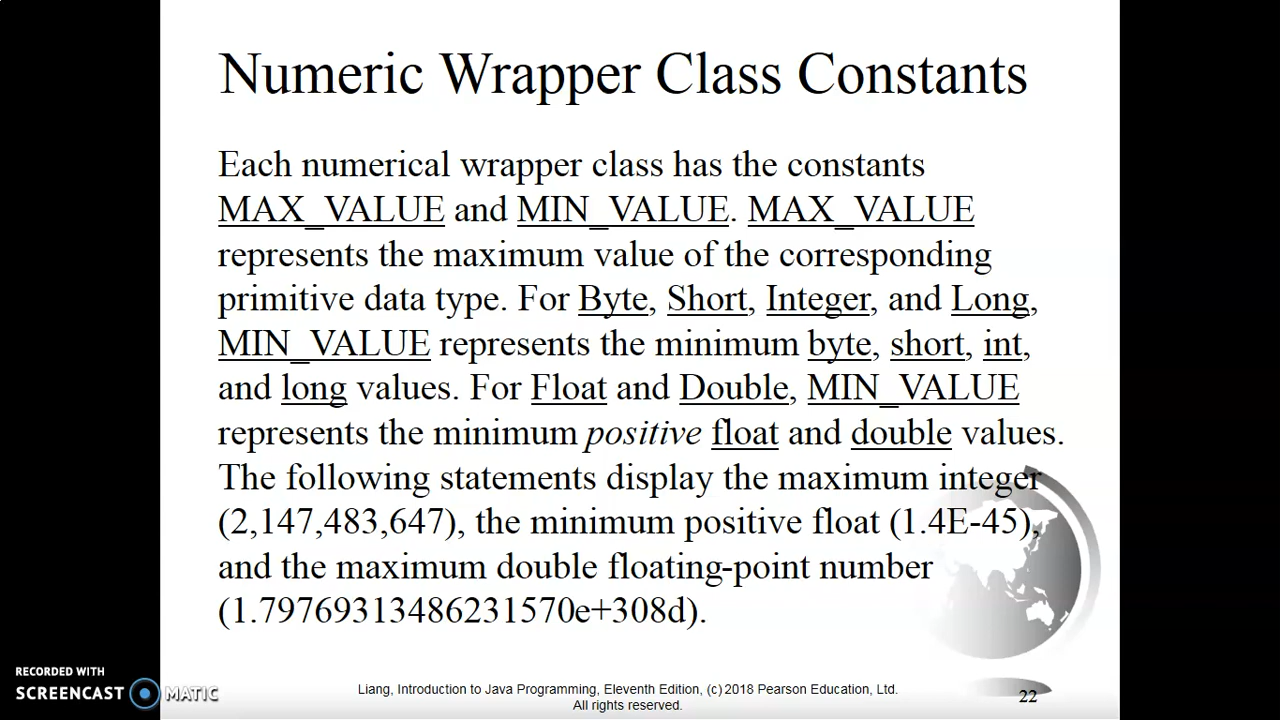 Numeric Wrapper Class Constants
Each numerical wrapper class has the constants
MAX_VALUE and MIN_VALUE. MAX_VALUE
represents the maximum value of the corresponding
primitive data type. For Byte, Short, Integer, and Long,
MIN_VALUE represents the minimum byte, short, int,
and long values. For Float and Double, MIN_VALUE
represents the minimum positive float and double values.
The following statements display the maximum integer
(2,147,483,647), the minimum positive float (1.4E-45),
and the maximum double floating-point number
(1.79769313486231570e+308d).
RECORDED WITH
SCREENCAST MATIC
Liang, Introduction to Java Programming, Eleventh Edition, (c) 2018 Pearson Education, Ltd.
All rights reserved.
22